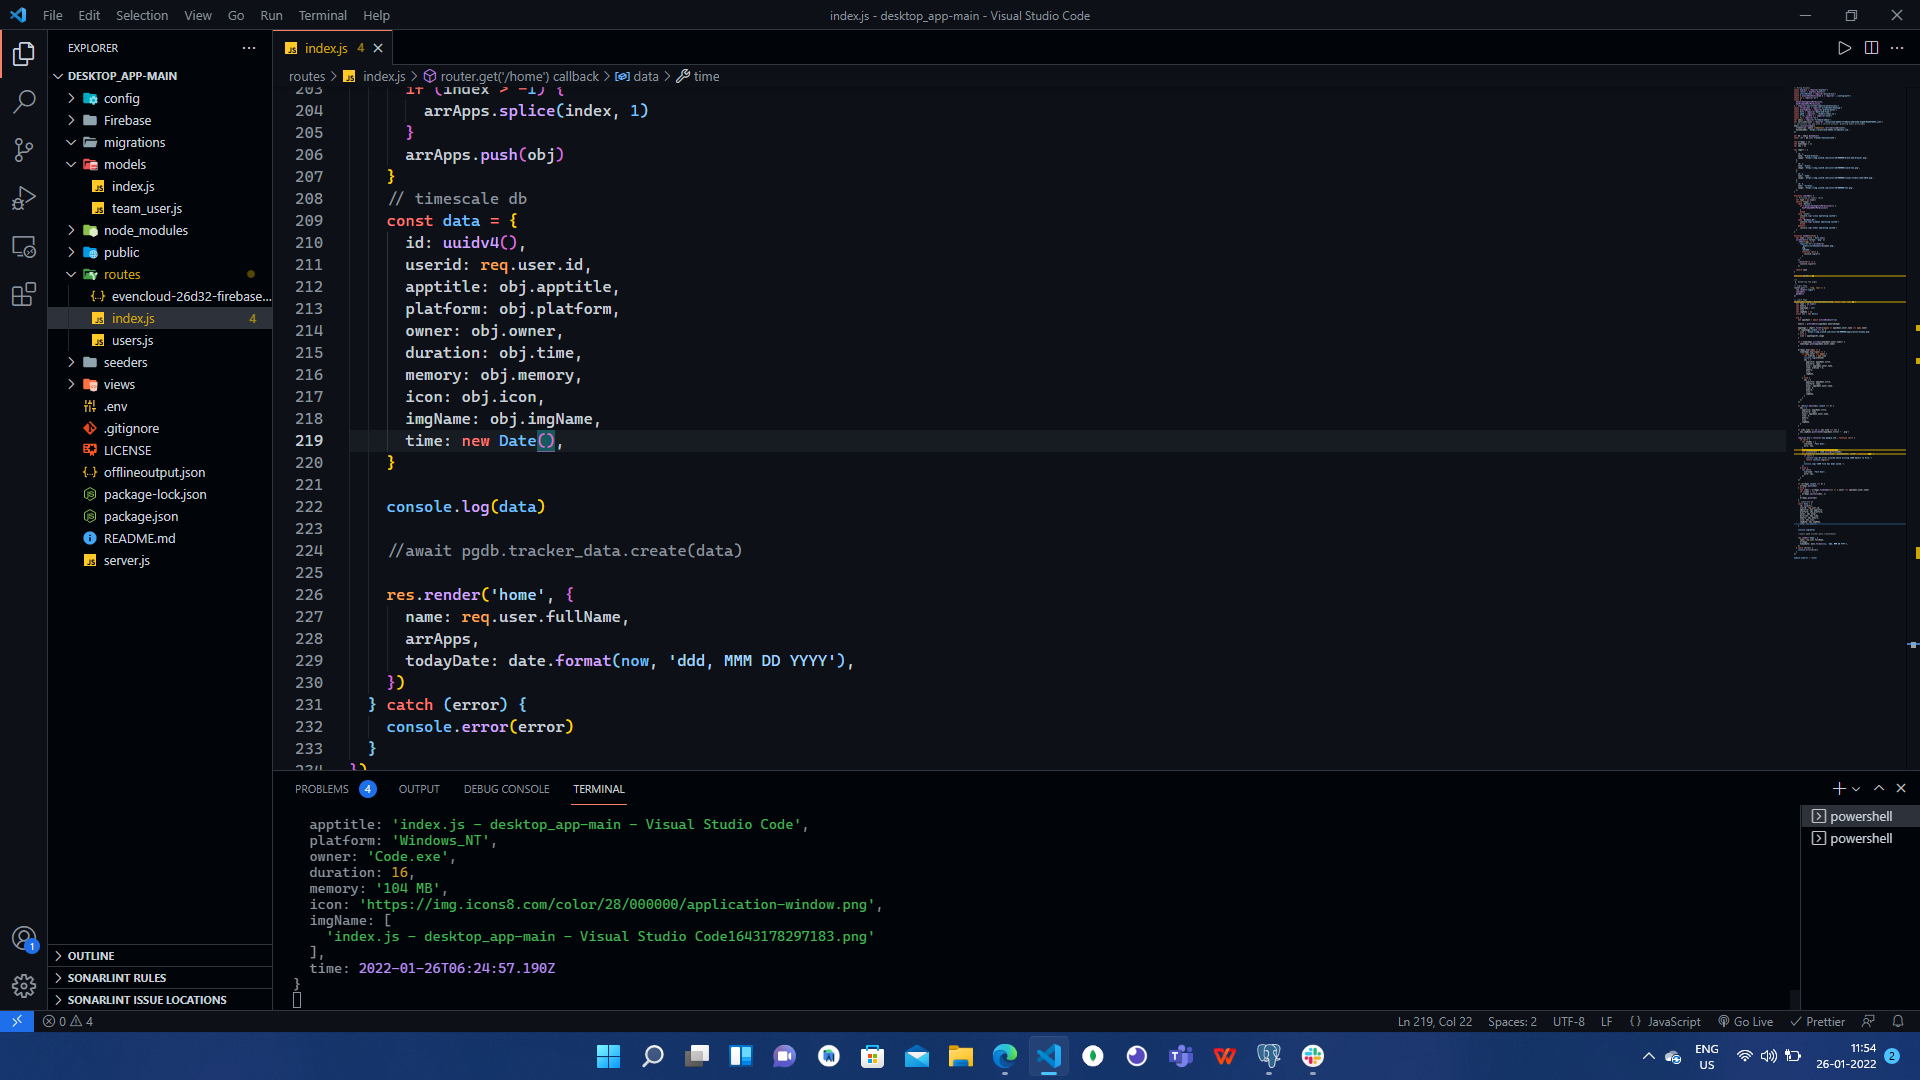 File Edit Selection View Go Run Terminal Help
index.js - desktop_app-main - Visual Studio Code
EXPLORER
DESKTOP_APP-MAIN
config
Firebase
migrations
models
index.js
team_user.js
node_modules
public
routes
evencloud-26d32-firebase...
index.js 4
users.js
seeders
views
.env
.gitignore
LICENSE
offlineoutput.json
package-lock.json
package.json
README.md
server.js
OUTLINE
SONARLINT RULES
SONARLINT ISSUE LOCATIONS
index.js 4
routes > index.js > router.get('/home') callback > data > time
203 if (index > -1) {
204 arrApps.splice(index, 1)
205 }
206 arrApps.push(obj)
207 }
208 // timescale db
209 const data = {
210 id: uuidv4(),
211 userid: req.user.id,
212 apptitle: obj.apptitle,
213 platform: obj.platform,
214 owner: obj.owner,
215 duration: obj.time,
216 memory: obj.memory,
217 icon: obj.icon,
218 imgName: obj.imgName,
219 time: new Date(),
220 }
221
222 console.log(data)
223
224 //await pgdb.tracker_data.create(data)
225
226 res.render('home', {
227 name: req.user.fullName,
228 arrApps,
229 todayDate: date.format(now, 'ddd, MMM DD YYYY'),
230 })
231 } catch (error) {
232 console.error(error)
233 }
234 })
PROBLEMS 4 OUTPUT DEBUG CONSOLE TERMINAL
apptitle: 'index.js - desktop_app-main - Visual Studio Code',
platform: 'Windows_NT',
owner: 'Code.exe',
duration: 16,
memory: '104 MB',
icon: 'https://img.icons8.com/color/28/000000/application-window.png',
imgName: [
'index.js - desktop_app-main - Visual Studio Code1643178297183.png'
],
time: 2022-01-26T06:24:57.190Z
}
powershell
powershell
1
0 4
Ln 219, Col 22 Spaces: 2 UTF-8 LF {} JavaScript Go Live Prettier
ENG
US
11:54
26-01-2022
2